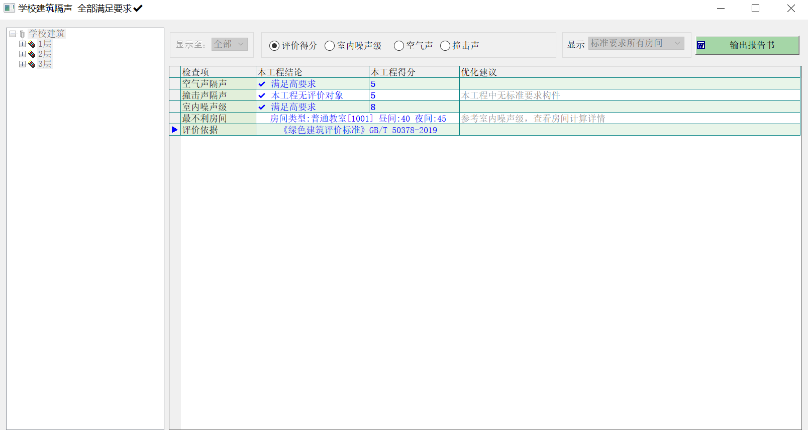 学校建筑隔声 全部满足要求✔
学校建筑
1层
2层
3层
显示至: 全部
评价得分 室内噪声级 空气声 撞击声
显示 标准要求所有房间
输出报告书
检查项 本工程结论 本工程得分 优化建议
空气声隔声 ✔ 满足高要求 5
撞击声隔声 ✔ 本工程无评价对象 5 本工程中无标准要求构件
室内噪声级 ✔ 满足高要求 8
最不利房间 房间类型:普通教室[1001] 昼间:40 夜间:45 参考室内噪声级，查看房间计算详情
评价依据 《绿色建筑评价标准》GB/T 50378-2019